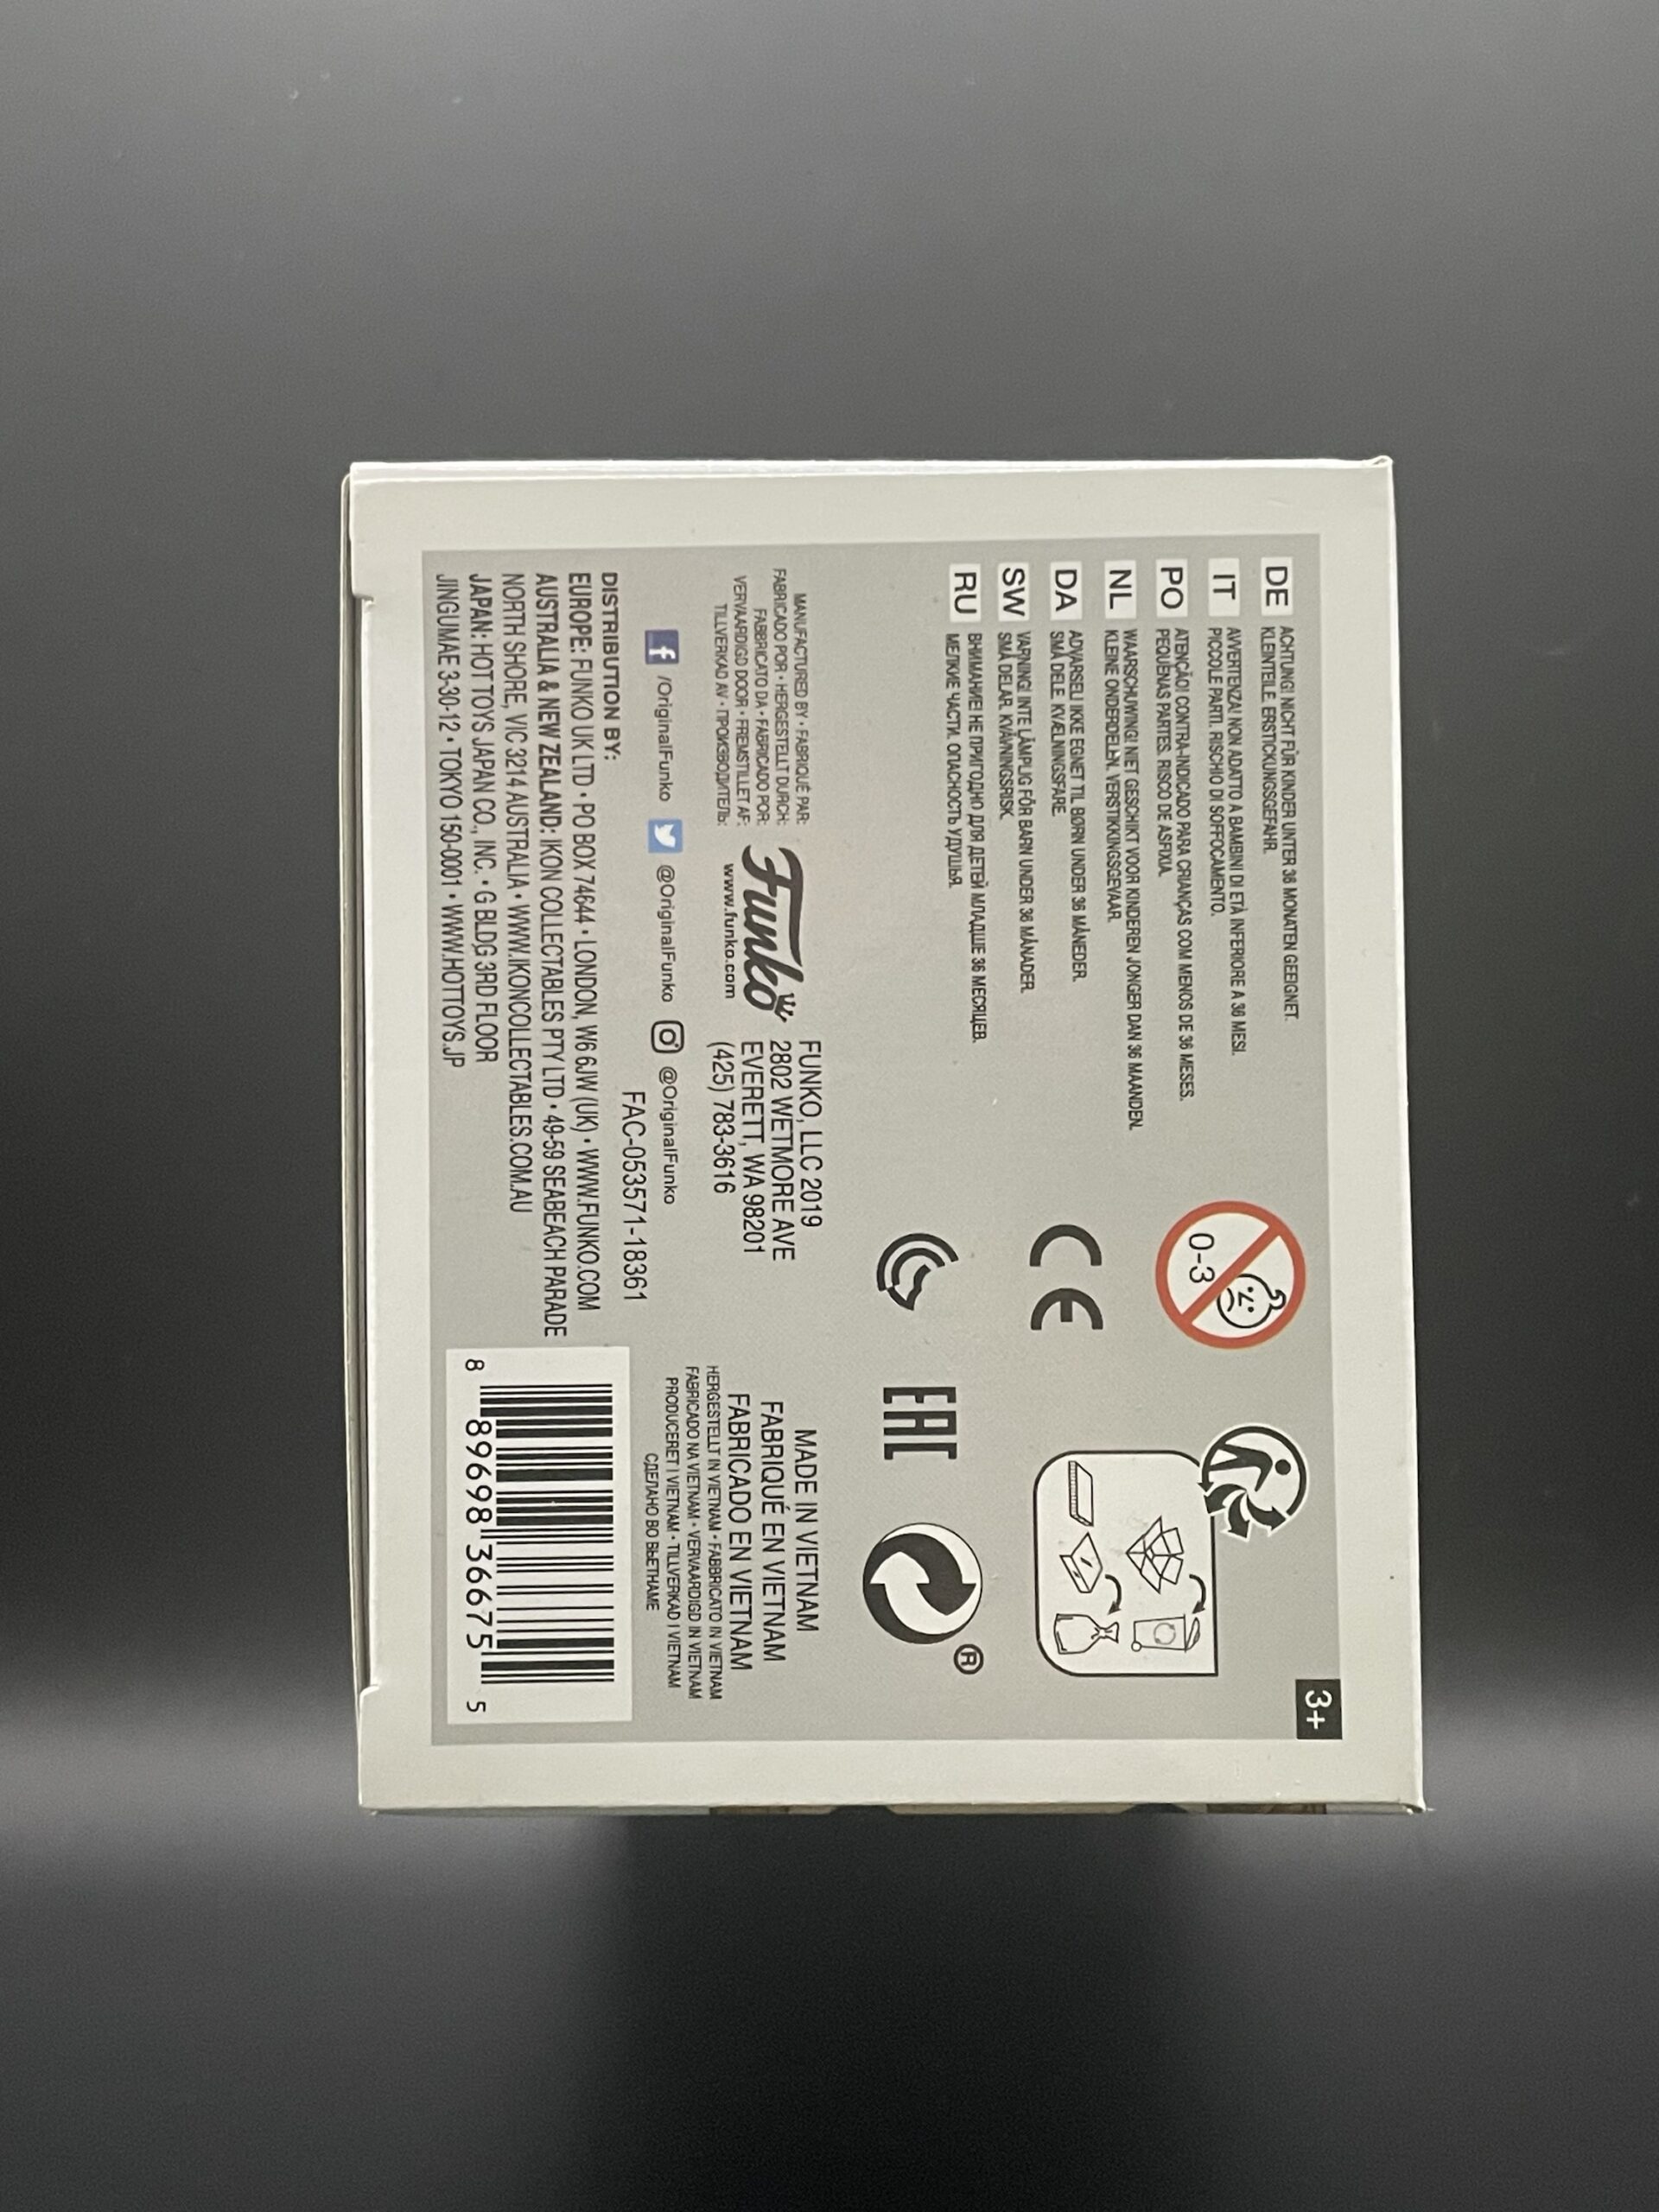 3+
DE ACHTUNG! NICHT FÜR KINDER UNTER 36 MONATEN GEEIGNET.
KLEINTEILE. ERSTICKUNGSGEFAHR.
IT AVVERTENZA! NON ADATTO A BAMBINI DI ETÀ INFERIORE A 36 MESI.
PICCOLE PARTI. RISCHIO DI SOFFOCAMENTO.
PO ATENÇÃO! CONTRA-INDICADO PARA CRIANÇAS COM MENOS DE 36 MESES.
PEQUENAS PARTES. RISCO DE ASFIXIA.
NL WAARSCHUWING! NIET GESCHIKT VOOR KINDEREN JONGER DAN 36 MAANDEN.
KLEINE ONDERDELEN. VERSTIKKINGSGEVAAR.
DA ADVARSEL! IKKE EGNET TIL BØRN UNDER 36 MÅNEDER.
SMÅ DELE. KVÆLNINGSFARE.
SW VARNING! INTE LÄMPLIG FÖR BARN UNDER 36 MÅNADER.
SMÅ DELAR. KVÄVNINGSRISK.
RU ВНИМАНИЕ! НЕ ПРИГОДНО ДЛЯ ДЕТЕЙ МЛАДШЕ 36 МЕСЯЦЕВ.
МЕЛКИЕ ЧАСТИ. ОПАСНОСТЬ УДУШЬЯ.
0-3
CE
EAC
®
MANUFACTURED BY • FABRIQUÉ PAR:
FABRICADO POR • HERGESTELLT DURCH:
FABBRICATO DA • FABRICADO POR:
VERVAARDIGD DOOR • FREMSTILLET AF:
TILLVERKAD AV • ПРОИЗВОДИТЕЛЬ:
Funko
www.funko.com
FUNKO, LLC 2019
2802 WETMORE AVE
EVERETT, WA 98201
(425) 783-3616
MADE IN VIETNAM
FABRIQUÉ EN VIETNAM
FABRICADO EN VIETNAM
HERGESTELLT IN VIETNAM • FABBRICATO IN VIETNAM
FABRICADO NA VIETNAM • VERVAARDIGD IN VIETNAM
PRODUCERET I VIETNAM • TILLVERKAD I VIETNAM
СДЕЛАНО ВО ВЬЕТНАМЕ
f /OriginalFunko @OriginalFunko @OriginalFunko
FAC-053571-18361
DISTRIBUTION BY:
EUROPE: FUNKO UK LTD • PO BOX 74644 • LONDON, W6 6JW (UK) • WWW.FUNKO.COM
AUSTRALIA & NEW ZEALAND: IKON COLLECTABLES PTY LTD • 49-59 SEABEACH PARADE
NORTH SHORE, VIC 3214 AUSTRALIA • WWW.IKONCOLLECTABLES.COM.AU
JAPAN: HOT TOYS JAPAN CO., INC. • G BLDG 3RD FLOOR
JINGUMAE 3-30-12 • TOKYO 150-0001 • WWW.HOTTOYS.JP
8 89698 36675 5